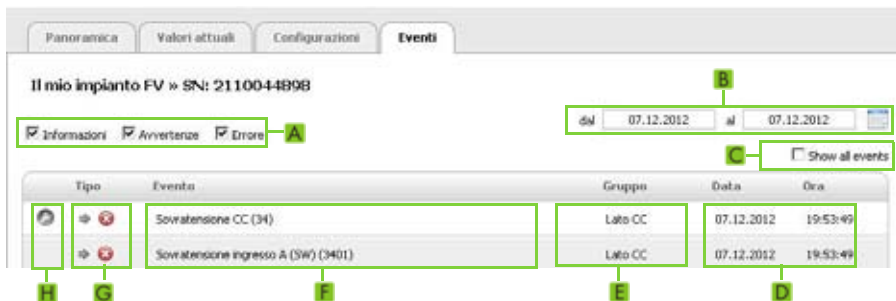 Panoramica Valori attuali Configurazioni Eventi
Il mio impianto FV » SN: 2110044898
B
dal 07.12.2012 al 07.12.2012
Informazioni Avvertenze Errore A
C Show all events
Tipo Evento Gruppo Data Ora
Sovratensione CC (34) Lato CC 07.12.2012 19:53:49
Sovratensione ingresso A (SW) (3401) Lato CC 07.12.2012 19:53:49
H G F E D